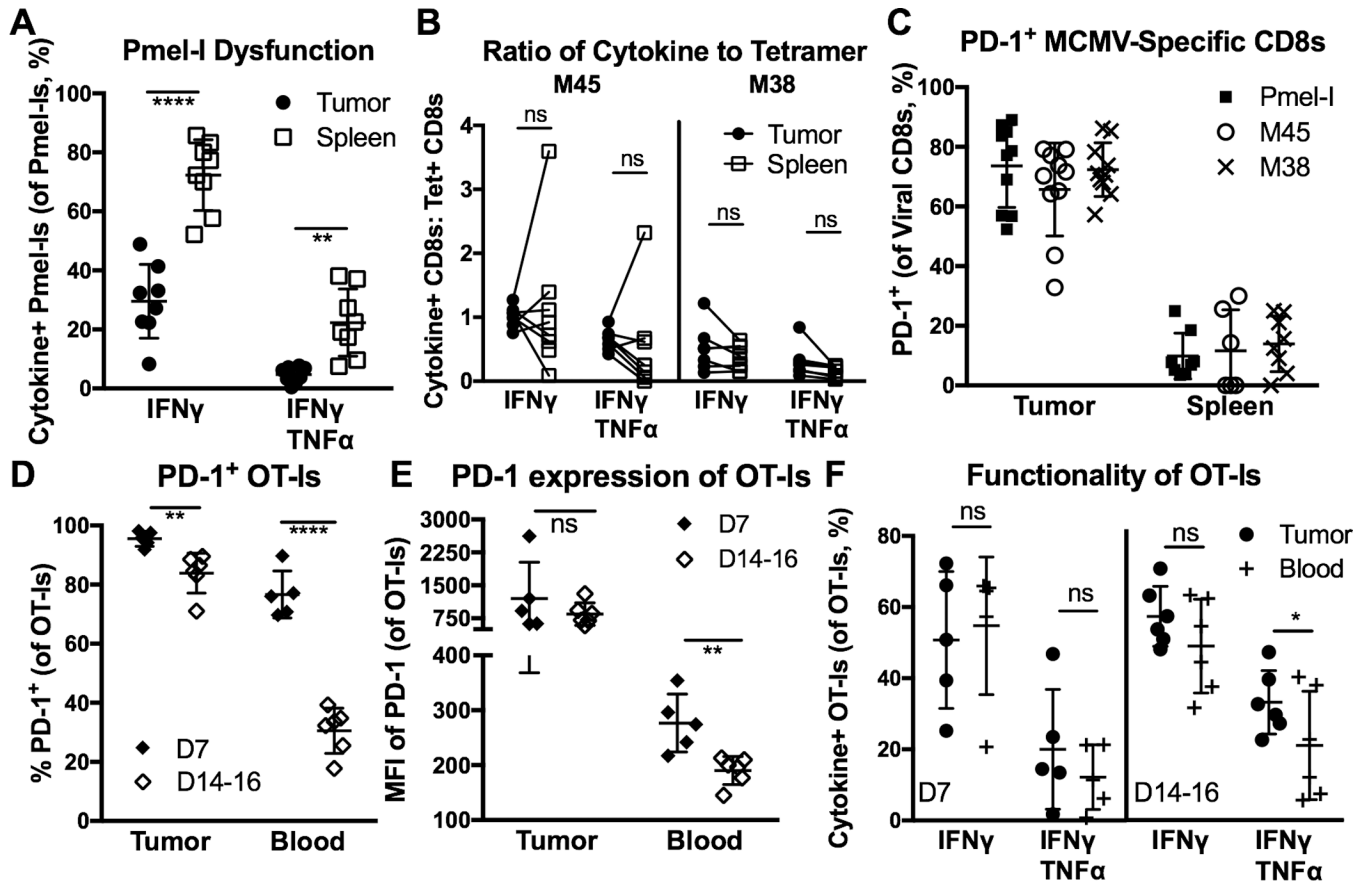 A
Pmel-I Dysfunction
Cytokine+ Pmel-Is (of Pmel-Is, %)
100
80
60
40
20
0
****
**
Tumor
Spleen
IFNγ
IFNγ
TNFα
B
Ratio of Cytokine to Tetramer
M45
M38
Cytokine+ CD8s: Tet+ CD8s
4
3
2
1
0
ns
ns
ns
ns
Tumor
Spleen
IFNγ
IFNγ
TNFα
IFNγ
IFNγ
TNFα
C
PD-1+ MCMV-Specific CD8s
PD-1+ (of Viral CD8s, %)
100
80
60
40
20
0
Pmel-I
M45
M38
Tumor
Spleen
D
PD-1+ OT-Is
% PD-1+ (of OT-Is)
100
80
60
40
20
0
**
****
D7
D14-16
Tumor
Blood
E
PD-1 expression of OT-Is
MFI of PD-1 (of OT-Is)
3000
2250
1500
750
400
300
200
100
ns
**
D7
D14-16
Tumor
Blood
F
Functionality of OT-Is
Cytokine+ OT-Is (of OT-Is, %)
80
60
40
20
0
ns
ns
ns
*
Tumor
Blood
D7
D14-16
IFNγ
IFNγ
TNFα
IFNγ
IFNγ
TNFα